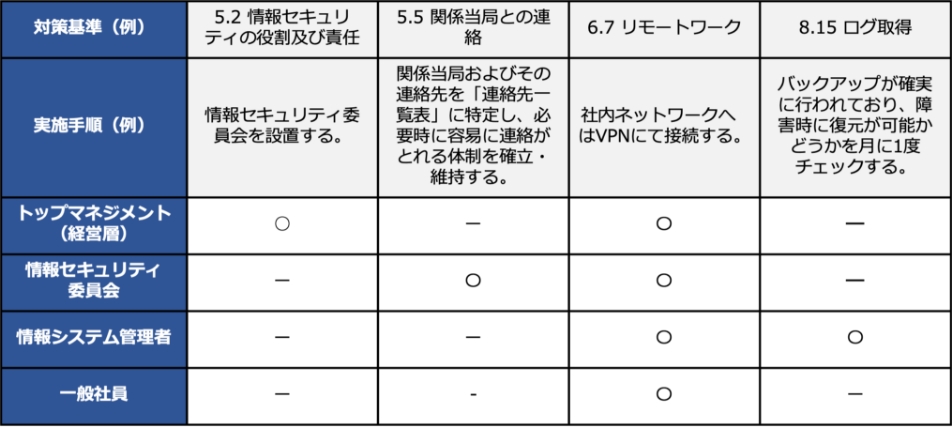 対策基準（例）
5.2 情報セキュリ
ティの役割及び責任
5.5 関係当局との連
絡
6.7 リモートワーク
8.15 ログ取得
実施手順（例）
情報セキュリティ委
員会を設置する。
関係当局およびその
連絡先を「連絡先一
覧表」に特定し、必
要時に容易に連絡が
とれる体制を確立・
維持する。
社内ネットワークへ
はVPNにて接続する。
バックアップが確実
に行われており、障
害時に復元が可能か
どうかを月に1度
チェックする。
トップマネジメント
（経営層）
○
－
○
－
情報セキュリティ
委員会
－
○
○
－
情報システム管理者
－
－
○
○
一般社員
－
-
○
－